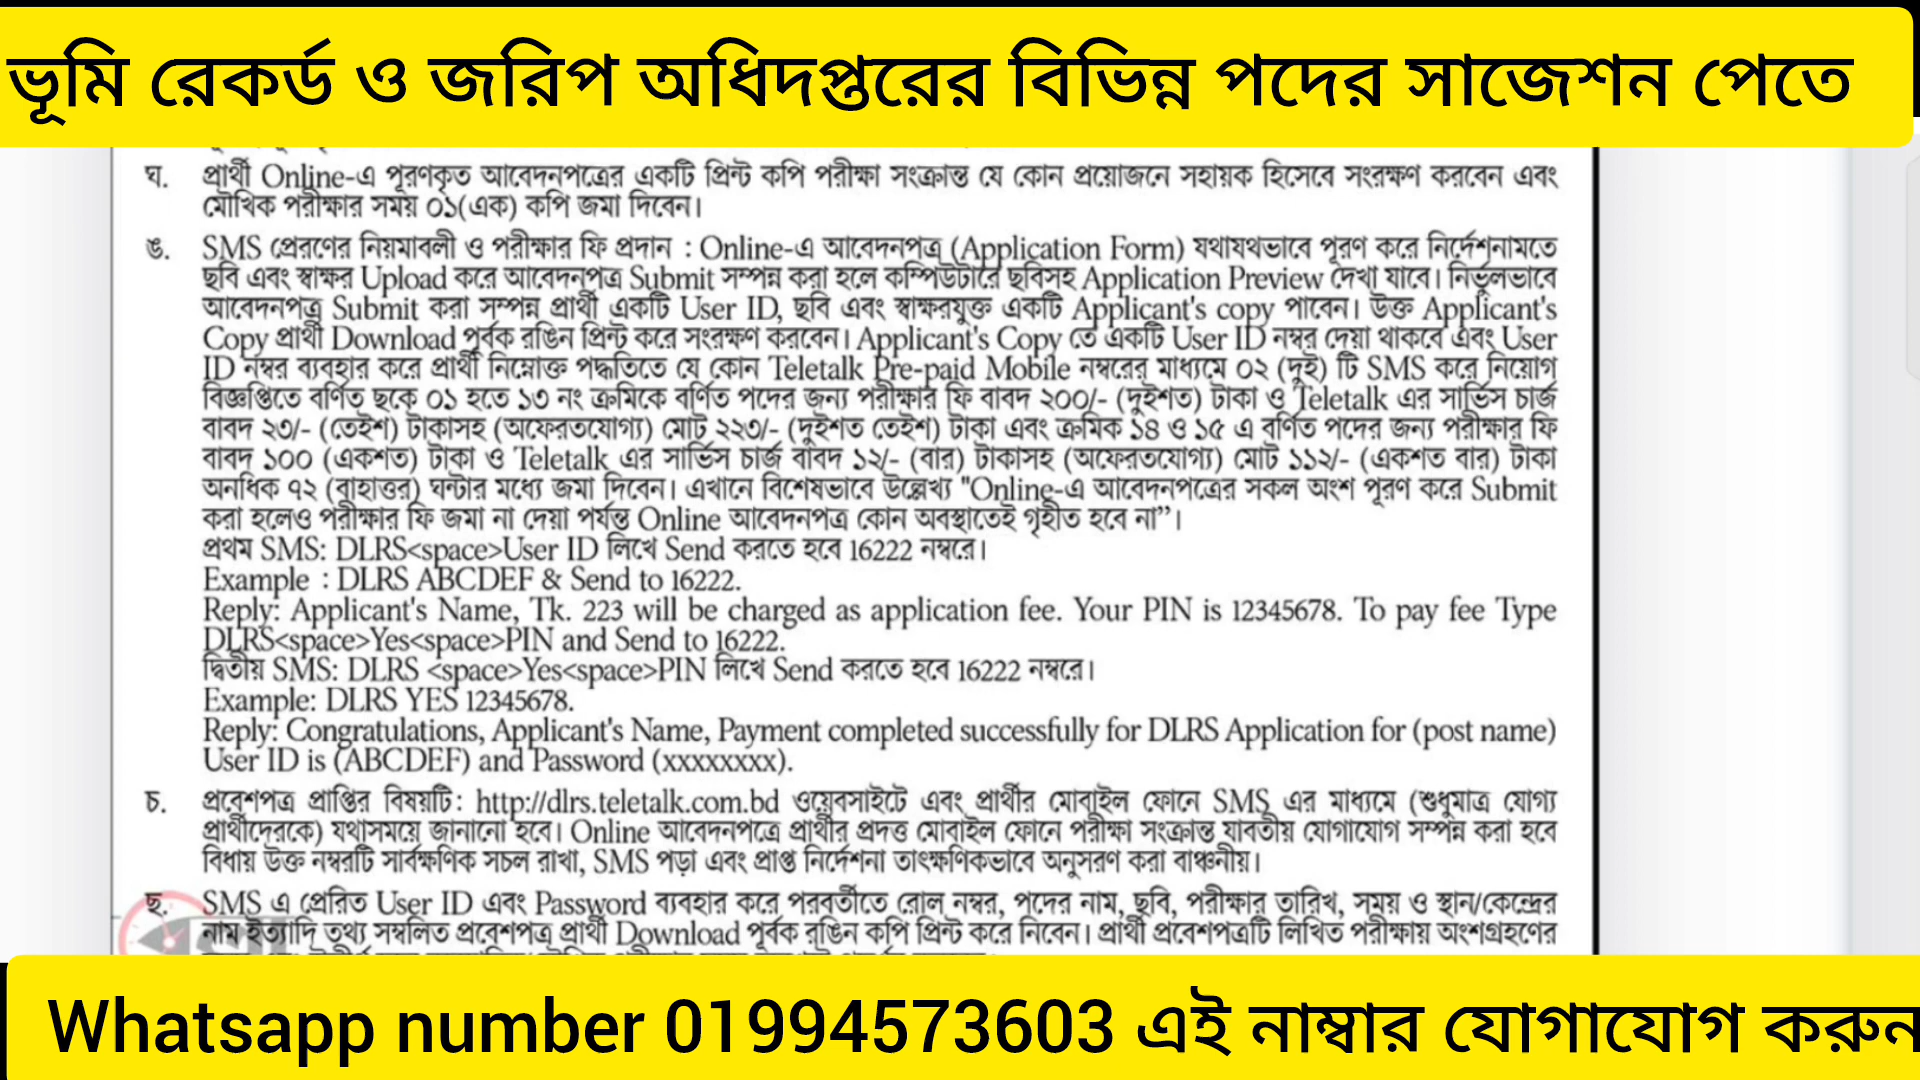 ভূমি রেকর্ড ও জরিপ অধিদপ্তরের বিভিন্ন পদের সাজেশন পেতে
ঘ. প্রার্থী Online-এ পূরণকৃত আবেদনপত্রের একটি প্রিন্ট কপি পরীক্ষা সংক্রান্ত যে কোন প্রয়োজনে সহায়ক হিসেবে সংরক্ষণ করবেন এবং
মৌখিক পরীক্ষার সময় ০১(এক) কপি জমা দিবেন।
ঙ. SMS প্রেরণের নিয়মাবলী ও পরীক্ষার ফি প্রদান : Online-এ আবেদনপত্র (Application Form) যথাযথভাবে পূরণ করে নির্দেশনামতে
ছবি এবং স্বাক্ষর Upload করে আবেদনপত্র Submit সম্পন্ন করা হলে কম্পিউটারে ছবিসহ Application Preview দেখা যাবে। নির্ভুলভাবে
আবেদনপত্র Submit করা সম্পন্ন প্রার্থী একটি User ID, ছবি এবং স্বাক্ষরযুক্ত একটি Applicant's copy পাবেন। উক্ত Applicant's
Copy প্রার্থী Download পূর্বক রঙিন প্রিন্ট করে সংরক্ষণ করবেন। Applicant's Copy তে একটি User ID নম্বর দেয়া থাকবে এবং User
ID নম্বর ব্যবহার করে প্রার্থী নিম্নোক্ত পদ্ধতিতে যে কোন Teletalk Pre-paid Mobile নম্বরের মাধ্যমে ০২ (দুই) টি SMS করে নিয়োগ
বিজ্ঞপ্তিতে বর্ণিত ছকে ০১ হতে ১৩ নং ক্রমিকে বর্ণিত পদের জন্য পরীক্ষার ফি বাবদ ২০০/- (দুইশত) টাকা ও Teletalk এর সার্ভিস চার্জ
বাবদ ২৩/- (তেইশ) টাকাসহ (অফেরতযোগ্য) মোট ২২৩/- (দুইশত তেইশ) টাকা এবং ক্রমিক ১৪ ও ১৫ এ বর্ণিত পদের জন্য পরীক্ষার ফি
বাবদ ১০০ (একশত) টাকা ও Teletalk এর সার্ভিস চার্জ বাবদ ১২/- (বার) টাকাসহ (অফেরতযোগ্য) মোট ১১২/- (একশত বার) টাকা
অনধিক ৭২ (বাহাত্তর) ঘন্টার মধ্যে জমা দিবেন। এখানে বিশেষভাবে উল্লেখ্য "Online-এ আবেদনপত্রের সকল অংশ পূরণ করে Submit
করা হলেও পরীক্ষার ফি জমা না দেয়া পর্যন্ত Online আবেদনপত্র কোন অবস্থাতেই গৃহীত হবে না”।
প্রথম SMS: DLRS<space>User ID লিখে Send করতে হবে 16222 নম্বরে।
Example : DLRS ABCDEF & Send to 16222.
Reply: Applicant's Name, Tk. 223 will be charged as application fee. Your PIN is 12345678. To pay fee Type
DLRS<space>Yes<space>PIN and Send to 16222.
দ্বিতীয় SMS: DLRS <space>Yes<space>PIN লিখে Send করতে হবে 16222 নম্বরে।
Example: DLRS YES 12345678.
Reply: Congratulations, Applicant's Name, Payment completed successfully for DLRS Application for (post name)
User ID is (ABCDEF) and Password (xxxxxxxx).
চ. প্রবেশপত্র প্রাপ্তির বিষয়টি: http://dlrs.teletalk.com.bd ওয়েবসাইটে এবং প্রার্থীর মোবাইল ফোনে SMS এর মাধ্যমে (শুধুমাত্র যোগ্য
প্রার্থীদেরকে) যথাসময়ে জানানো হবে। Online আবেদনপত্রে প্রার্থীর প্রদত্ত মোবাইল ফোনে পরীক্ষা সংক্রান্ত যাবতীয় যোগাযোগ সম্পন্ন করা হবে
বিধায় উক্ত নম্বরটি সার্বক্ষণিক সচল রাখা, SMS পড়া এবং প্রাপ্ত নির্দেশনা তাৎক্ষণিকভাবে অনুসরণ করা বাঞ্চনীয়।
ছ. SMS এ প্রেরিত User ID এবং Password ব্যবহার করে পরবর্তীতে রোল নম্বর, পদের নাম, ছবি, পরীক্ষার তারিখ, সময় ও স্থান/কেন্দ্রের
নাম ইত্যাদি তথ্য সম্বলিত প্রবেশপত্র প্রার্থী Download পূর্বক রঙিন কপি প্রিন্ট করে নিবেন। প্রার্থী প্রবেশপত্রটি লিখিত পরীক্ষায় অংশগ্রহণের
Whatsapp number 01994573603 এই নাম্বার যোগাযোগ করুন